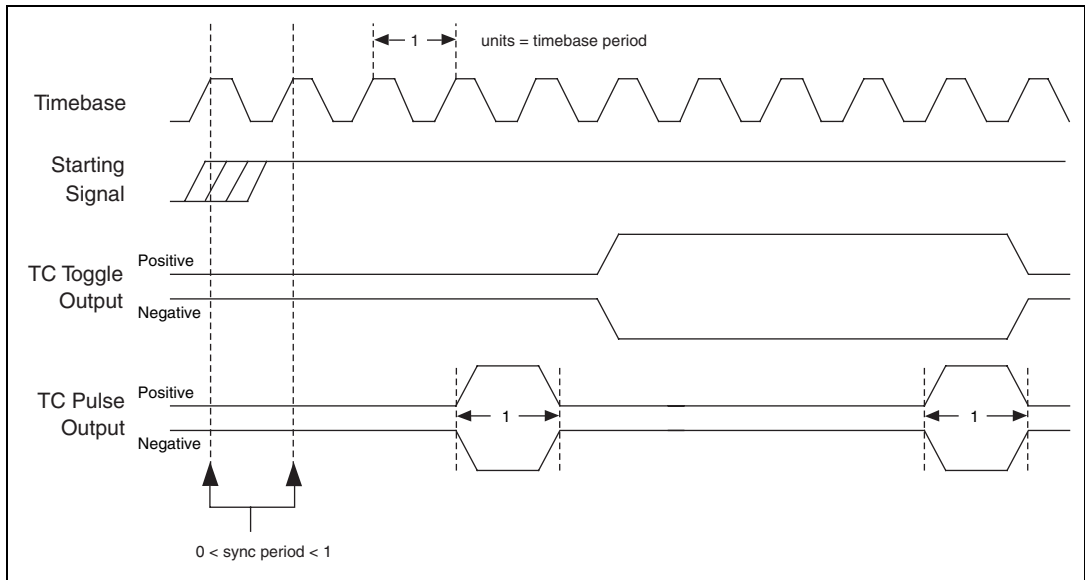 1 units = timebase period
Timebase
Starting
Signal
TC Toggle
Output
Positive
Negative
TC Pulse
Output
Positive
Negative
1
1
0 < sync period < 1